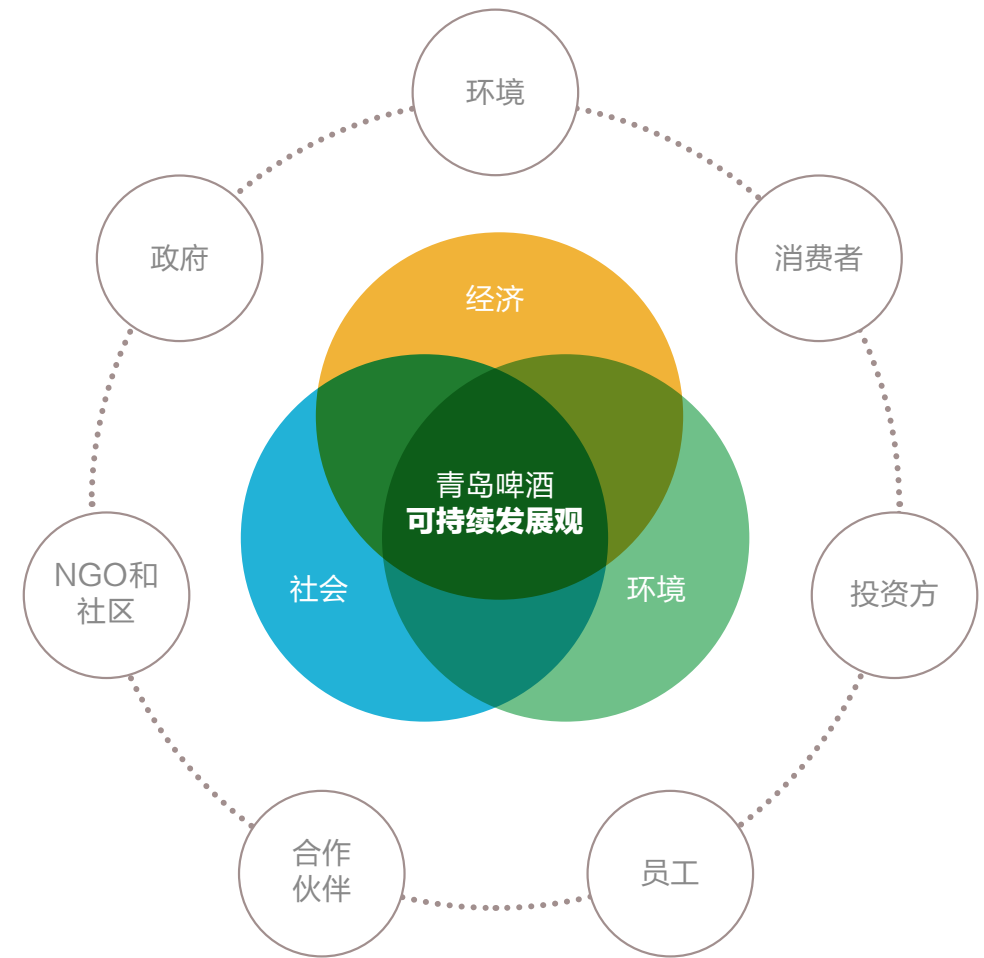 环境
政府
消费者
经济
青岛啤酒
可持续发展观
社会
环境
NGO和
社区
投资方
合作
伙伴
员工